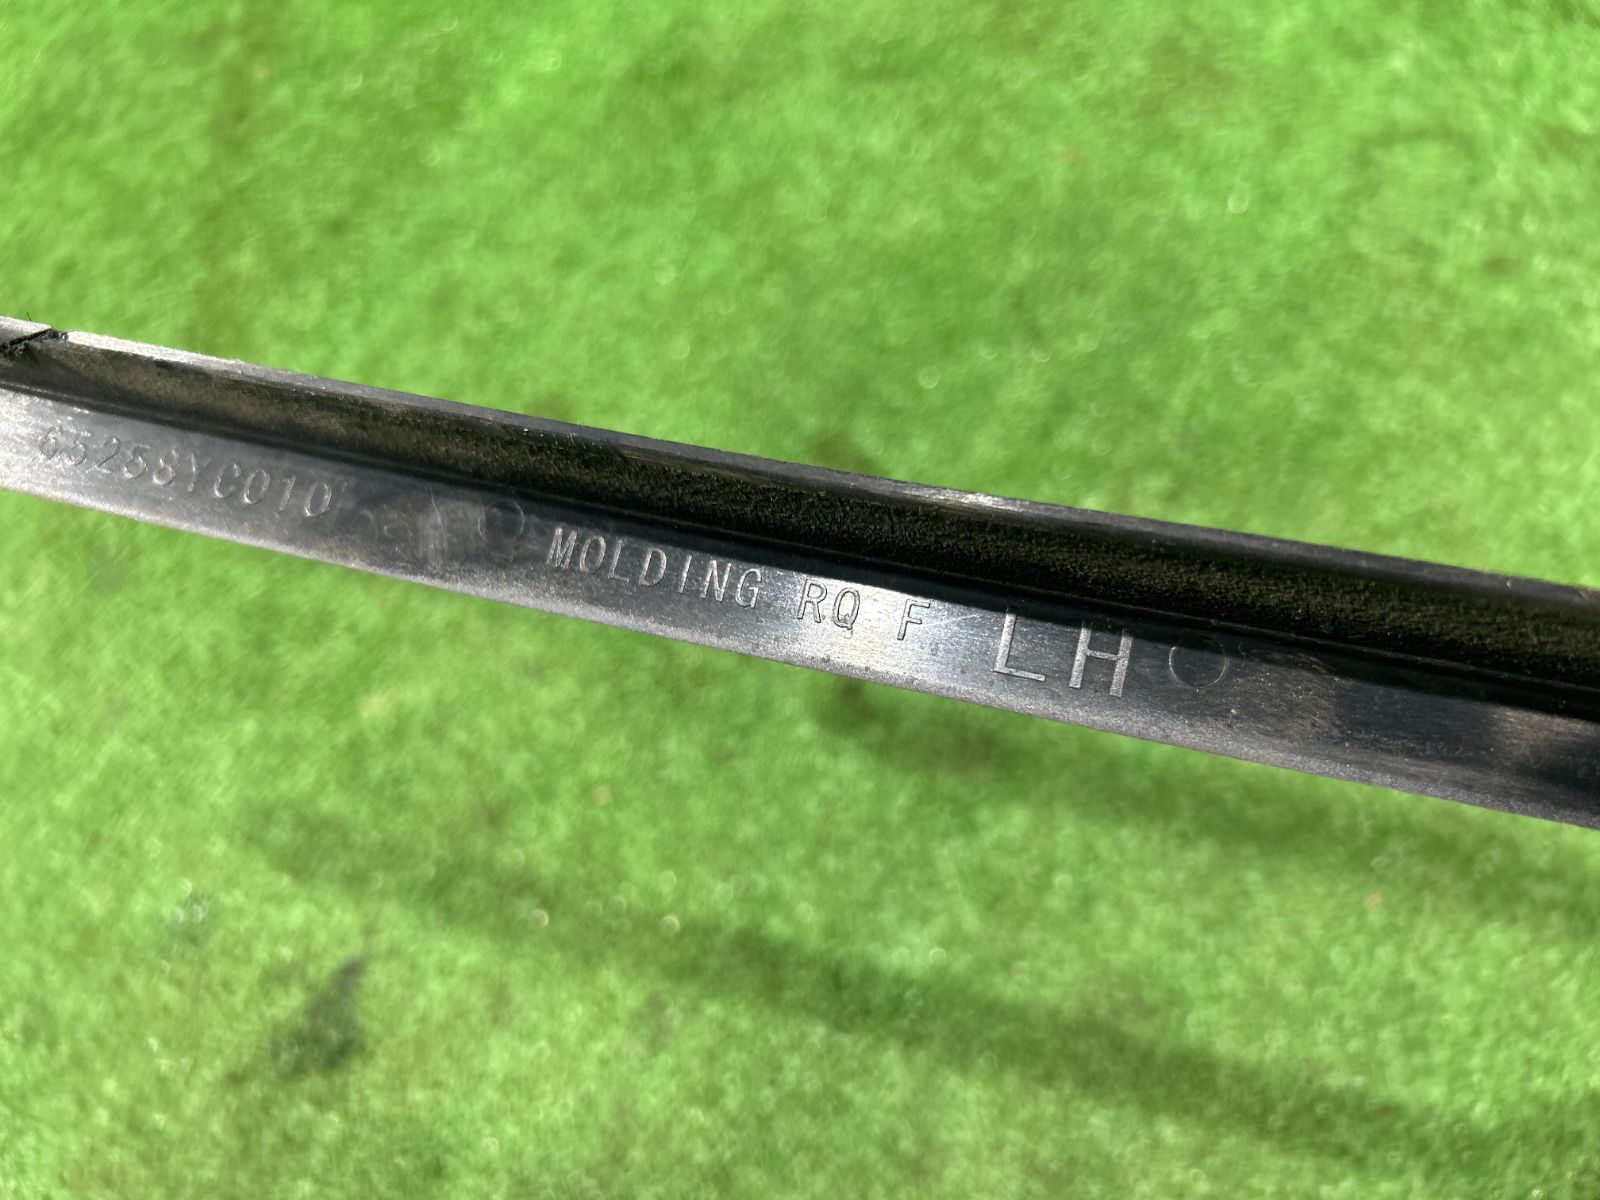 65258YC010 MOLDING RQ F LH